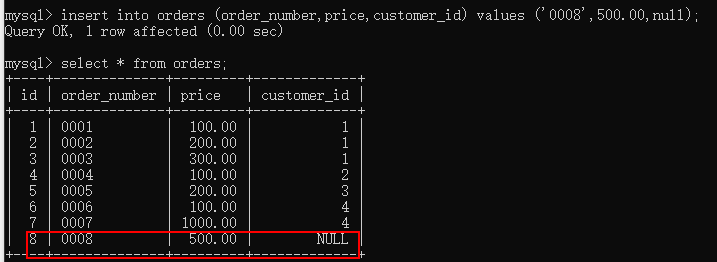 mysql> insert into orders (order_number,price,customer_id) values ('0008',500.00,null);
Query OK, 1 row affected (0.00 sec)
mysql> select * from orders;
+----+--------------+---------+-------------+
| id | order_number | price   | customer_id |
+----+--------------+---------+-------------+
|  1 | 0001         |  100.00 |           1 |
|  2 | 0002         |  200.00 |           1 |
|  3 | 0003         |  300.00 |           1 |
|  4 | 0004         |  100.00 |           2 |
|  5 | 0005         |  200.00 |           3 |
|  6 | 0006         |  100.00 |           4 |
|  7 | 0007         | 1000.00 |           4 |
|  8 | 0008         |  500.00 |        NULL |
+----+--------------+---------+-------------+